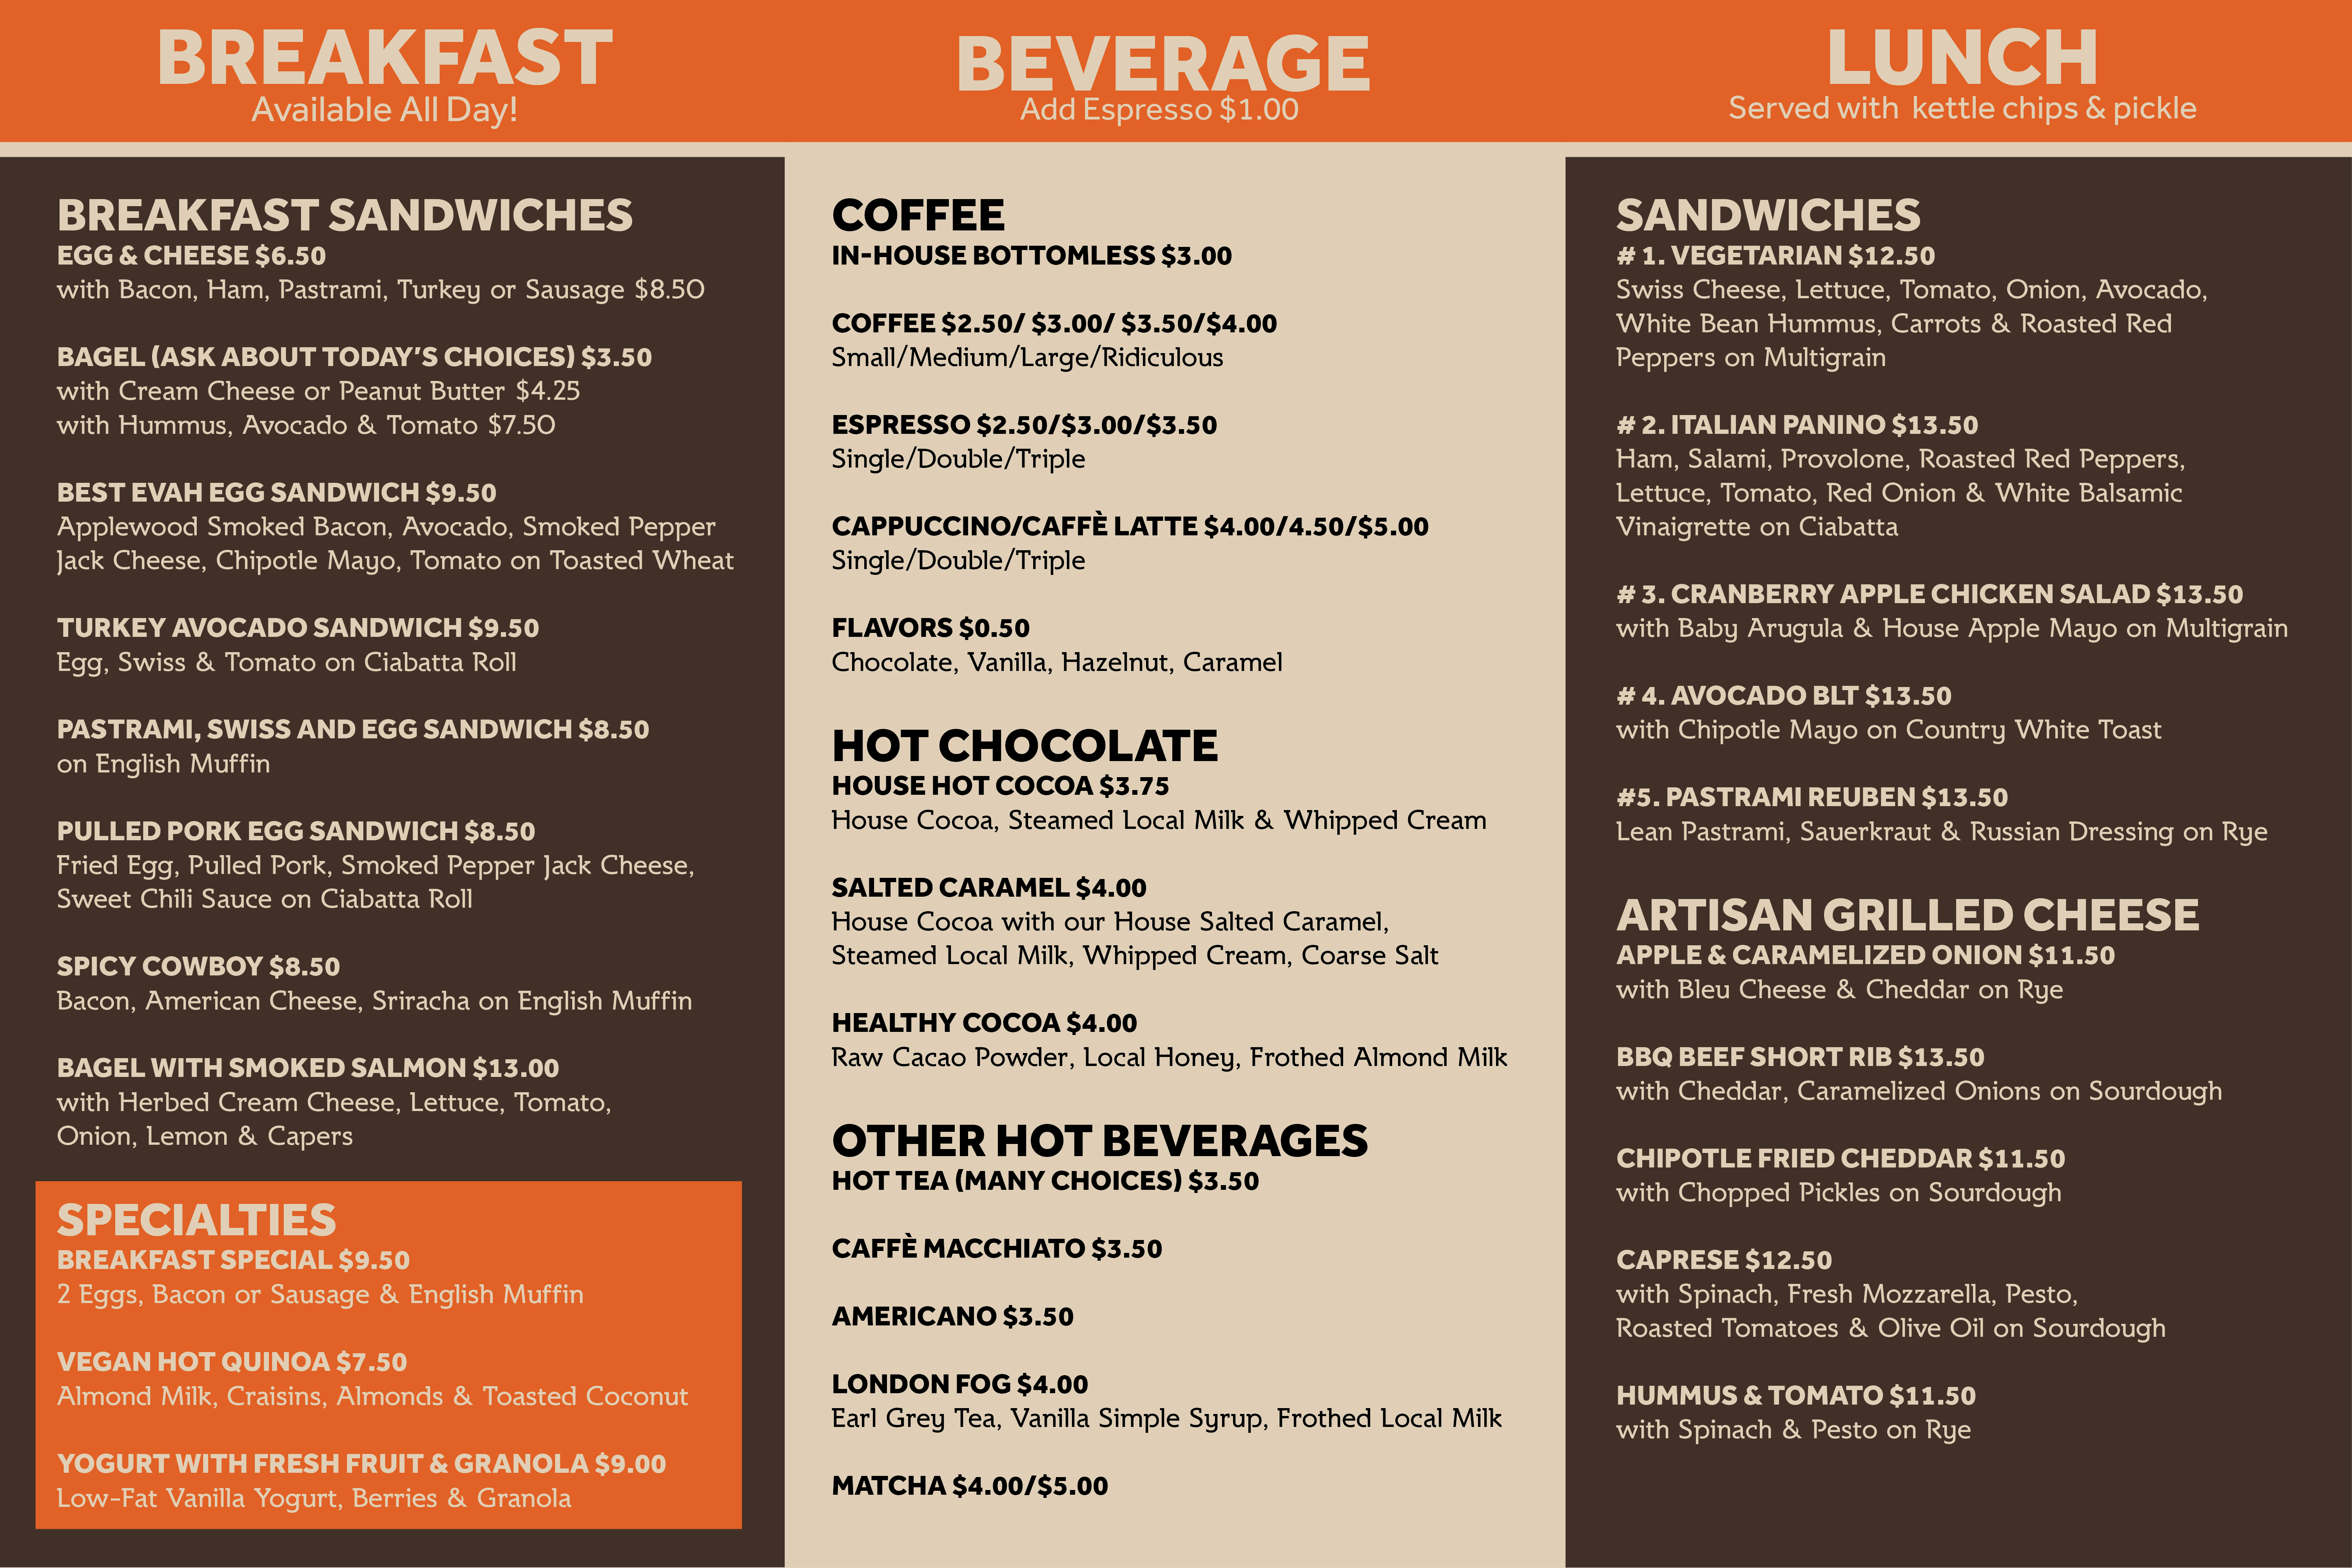 BREAKFAST
Available All Day!
BREAKFAST SANDWICHES
EGG & CHEESE $6.50
with Bacon, Ham, Pastrami, Turkey or Sausage $8.50
BAGEL (ASK ABOUT TODAY'S CHOICES) $3.50
with Cream Cheese or Peanut Butter $4.25
with Hummus, Avocado & Tomato $7.50
BEST EVAH EGG SANDWICH $9.50
Applewood Smoked Bacon, Avocado, Smoked Pepper
Jack Cheese, Chipotle Mayo, Tomato on Toasted Wheat
TURKEY AVOCADO SANDWICH $9.50
Egg, Swiss & Tomato on Ciabatta Roll
PASTRAMI, SWISS AND EGG SANDWICH $8.50
on English Muffin
PULLED PORK EGG SANDWICH $8.50
Fried Egg, Pulled Pork, Smoked Pepper Jack Cheese,
Sweet Chili Sauce on Ciabatta Roll
SPICY COWBOY $8.50
Bacon, American Cheese, Sriracha on English Muffin
BAGEL WITH SMOKED SALMON $13.00
with Herbed Cream Cheese, Lettuce, Tomato,
Onion, Lemon & Capers
SPECIALTIES
BREAKFAST SPECIAL $9.50
2 Eggs, Bacon or Sausage & English Muffin
VEGAN HOT QUINOA $7.50
Almond Milk, Craisins, Almonds & Toasted Coconut
YOGURT WITH FRESH FRUIT & GRANOLA $9.00
Low-Fat Vanilla Yogurt, Berries & Granola
BEVERAGE
Add Espresso $1.00
COFFEE
IN-HOUSE BOTTOMLESS $3.00
COFFEE $2.50/ $3.00/ $3.50/$4.00
Small/Medium/Large/Ridiculous
ESPRESSO $2.50/$3.00/$3.50
Single/Double/Triple
CAPPUCCINO/CAFFÈ LATTE $4.00/4.50/$5.00
Single/Double/Triple
FLAVORS $0.50
Chocolate, Vanilla, Hazelnut, Caramel
HOT CHOCOLATE
HOUSE HOT COCOA $3.75
House Cocoa, Steamed Local Milk & Whipped Cream
SALTED CARAMEL $4.00
House Cocoa with our House Salted Caramel,
Steamed Local Milk, Whipped Cream, Coarse Salt
HEALTHY COCOA $4.00
Raw Cacao Powder, Local Honey, Frothed Almond Milk
OTHER HOT BEVERAGES
HOT TEA (MANY CHOICES) $3.50
CAFFÈ MACCHIATO $3.50
AMERICANO $3.50
LONDON FOG $4.00
Earl Grey Tea, Vanilla Simple Syrup, Frothed Local Milk
MATCHA $4.00/$5.00
LUNCH
Served with kettle chips & pickle
SANDWICHES
# 1. VEGETARIAN $12.50
Swiss Cheese, Lettuce, Tomato, Onion, Avocado,
White Bean Hummus, Carrots & Roasted Red
Peppers on Multigrain
# 2. ITALIAN PANINO $13.50
Ham, Salami, Provolone, Roasted Red Peppers,
Lettuce, Tomato, Red Onion & White Balsamic
Vinaigrette on Ciabatta
# 3. CRANBERRY APPLE CHICKEN SALAD $13.50
with Baby Arugula & House Apple Mayo on Multigrain
# 4. AVOCADO BLT $13.50
with Chipotle Mayo on Country White Toast
#5. PASTRAMI REUBEN $13.50
Lean Pastrami, Sauerkraut & Russian Dressing on Rye
ARTISAN GRILLED CHEESE
APPLE & CARAMELIZED ONION $11.50
with Bleu Cheese & Cheddar on Rye
BBQ BEEF SHORT RIB $13.50
with Cheddar, Caramelized Onions on Sourdough
CHIPOTLE FRIED CHEDDAR $11.50
with Chopped Pickles on Sourdough
CAPRESE $12.50
with Spinach, Fresh Mozzarella, Pesto,
Roasted Tomatoes & Olive Oil on Sourdough
HUMMUS & TOMATO $11.50
with Spinach & Pesto on Rye